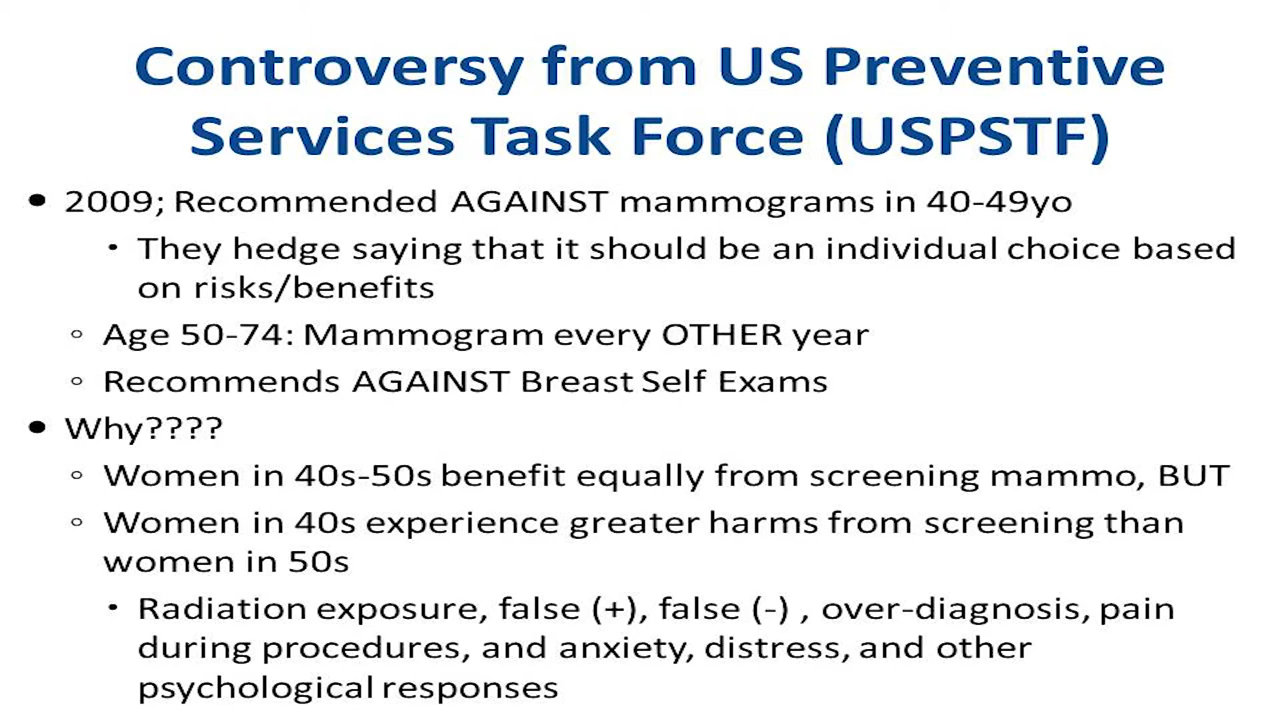 Controversy from US Preventive
Services Task Force (USPSTF)
• 2009; Recommended AGAINST mammograms in 40-49yo
• They hedge saying that it should be an individual choice based
on risks/benefits
◦ Age 50-74: Mammogram every OTHER year
◦ Recommends AGAINST Breast Self Exams
• Why????
◦ Women in 40s-50s benefit equally from screening mammo, BUT
◦ Women in 40s experience greater harms from screening than
women in 50s
• Radiation exposure, false (+), false (-) , over-diagnosis, pain
during procedures, and anxiety, distress, and other
psychological responses